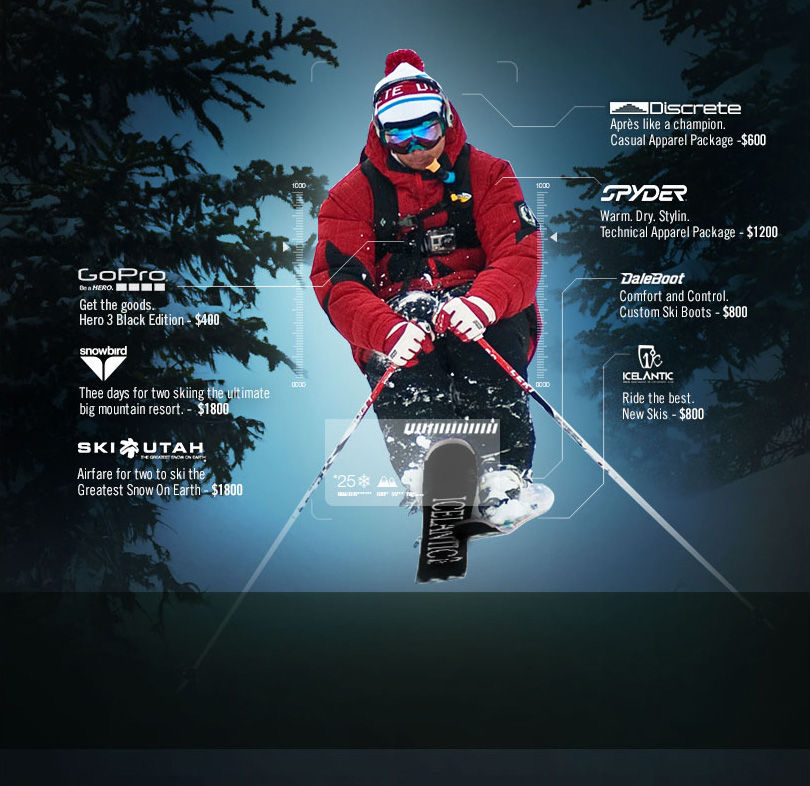 TE U
Discrete
Après like a champion.
Casual Apparel Package -$600
1000
1000
SPYDER
Warm. Dry. Stylin.
Technical Apparel Package - $1200
GoPro
Be a HERO.
Get the goods.
Hero 3 Black Edition - $400
DaleBoot
Comfort and Control.
Custom Ski Boots - $800
snowbird
Thee days for two skiing the ultimate
big mountain resort. - $1800
0000
0000
ICELANTIC
Ride the best.
New Skis - $800
SKI UTAH
THE GREATEST SNOW ON EARTH
Airfare for two to ski the
Greatest Snow On Earth - $1800
°25
ICELANTIC